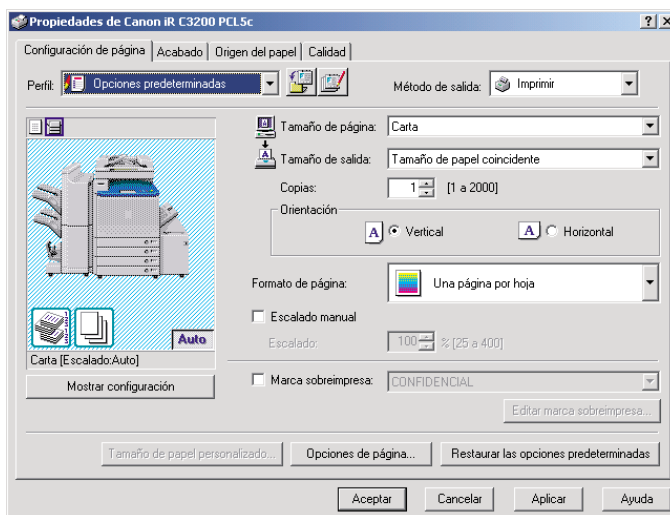 Propiedades de Canon iR C3200 PCL5c
Configuración de página Acabado Origen del papel Calidad
Perfil: Opciones predeterminadas Método de salida: Imprimir
Tamaño de página: Carta
Tamaño de salida: Tamaño de papel coincidente
Copias: 1 [1 a 2000]
Orientación
A Vertical A Horizontal
Formato de página: Una página por hoja
Escalado manual
Auto
Escalado: 100 % [25 a 400]
Carta [Escalado:Auto]
Mostrar configuración
Marca sobreimpresa: CONFIDENCIAL
Editar marca sobreimpresa...
Tamaño de papel personalizado... Opciones de página... Restaurar las opciones predeterminadas
Aceptar Cancelar Aplicar Ayuda